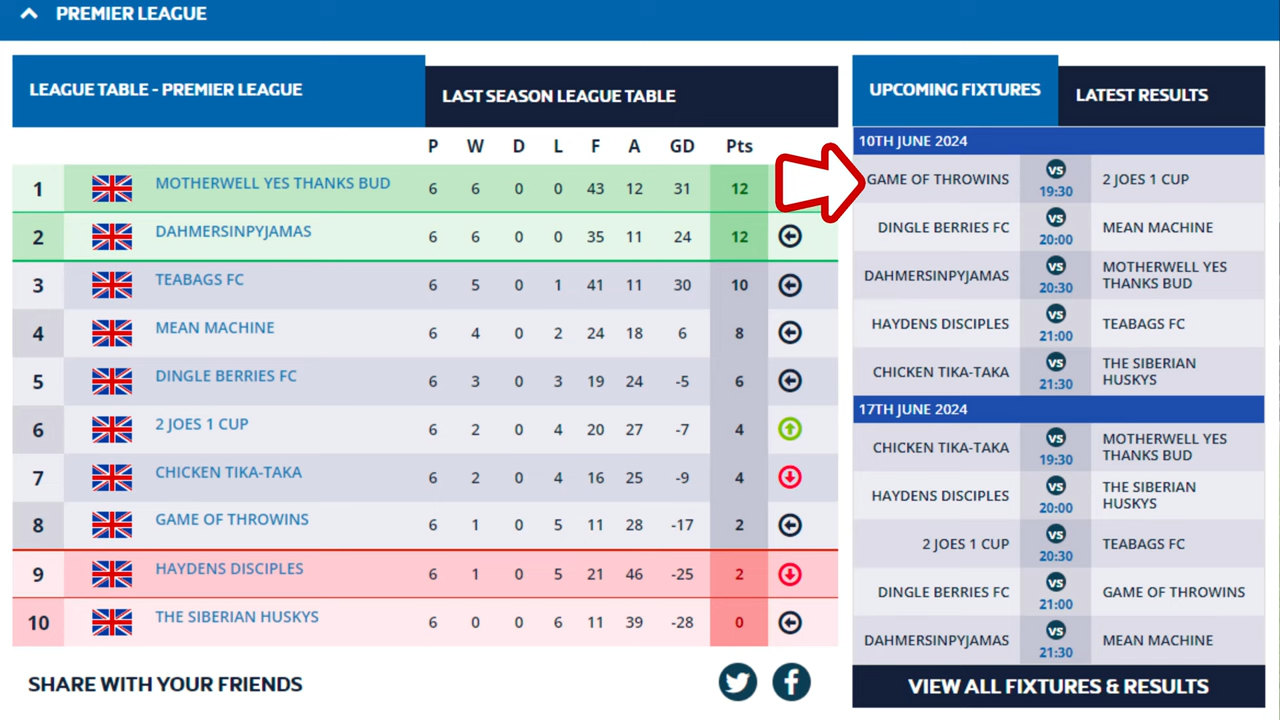 PREMIER LEAGUE
LEAGUE TABLE - PREMIER LEAGUE
LAST SEASON LEAGUE TABLE
P W D L F A GD Pts
1 MOTHERWELL YES THANKS BUD 6 6 0 0 43 12 31 12
2 DAHMERSINPYJAMAS 6 6 0 0 35 11 24 12
3 TEABAGS FC 6 5 0 1 41 11 30 10
4 MEAN MACHINE 6 4 0 2 24 18 6 8
5 DINGLE BERRIES FC 6 3 0 3 19 24 -5 6
6 2 JOES 1 CUP 6 2 0 4 20 27 -7 4
7 CHICKEN TIKA-TAKA 6 2 0 4 16 25 -9 4
8 GAME OF THROWINS 6 1 0 5 11 28 -17 2
9 HAYDENS DISCIPLES 6 1 0 5 21 46 -25 2
10 THE SIBERIAN HUSKYS 6 0 0 6 11 39 -28 0
SHARE WITH YOUR FRIENDS
UPCOMING FIXTURES
LATEST RESULTS
10TH JUNE 2024
GAME OF THROWINS vs 2 JOES 1 CUP
19:30
DINGLE BERRIES FC vs MEAN MACHINE
20:00
DAHMERSINPYJAMAS vs MOTHERWELL YES
20:30 THANKS BUD
HAYDENS DISCIPLES vs TEABAGS FC
21:00
CHICKEN TIKA-TAKA vs THE SIBERIAN
21:30 HUSKYS
17TH JUNE 2024
CHICKEN TIKA-TAKA vs MOTHERWELL YES
19:30 THANKS BUD
HAYDENS DISCIPLES vs THE SIBERIAN
20:00 HUSKYS
2 JOES 1 CUP vs TEABAGS FC
20:30
DINGLE BERRIES FC vs GAME OF THROWINS
21:00
DAHMERSINPYJAMAS vs MEAN MACHINE
21:30
VIEW ALL FIXTURES & RESULTS